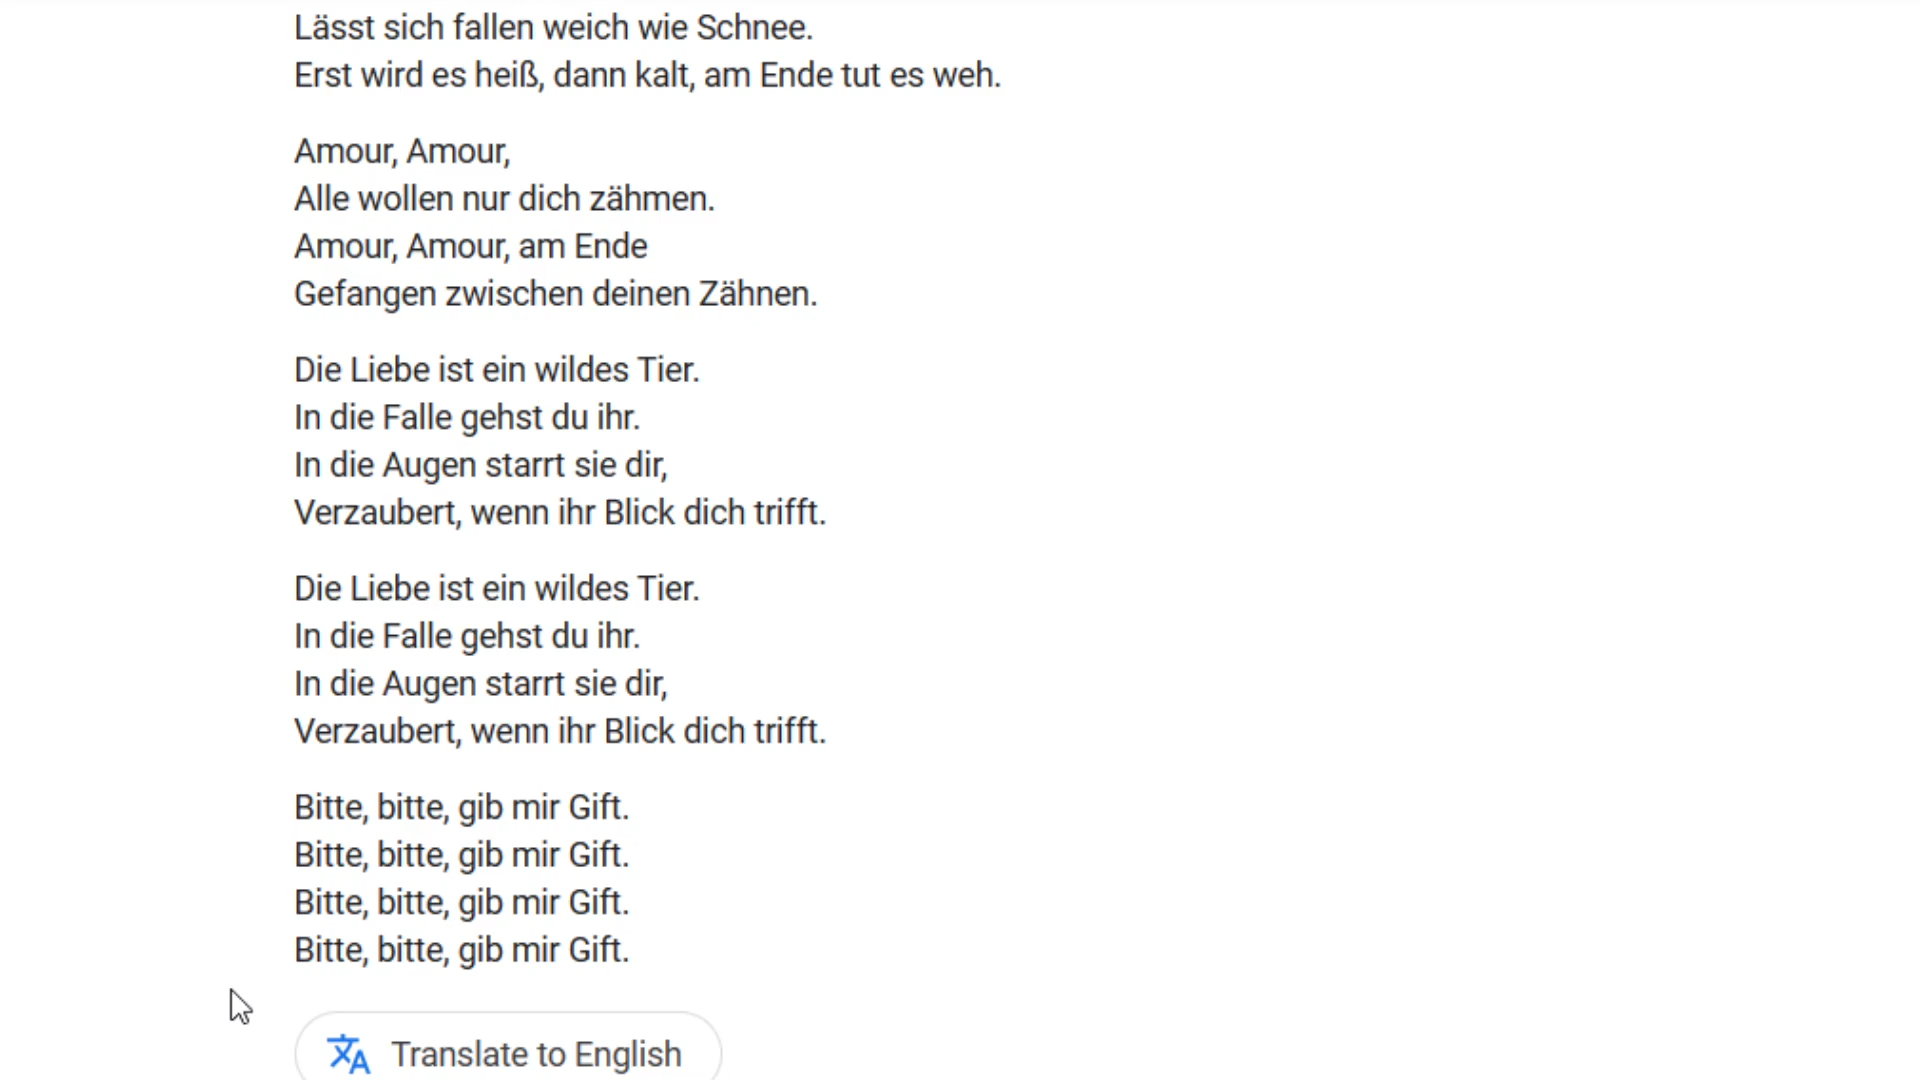 Lässt sich fallen weich wie Schnee.
Erst wird es heiß, dann kalt, am Ende tut es weh.
Amour, Amour,
Alle wollen nur dich zähmen.
Amour, Amour, am Ende
Gefangen zwischen deinen Zähnen.
Die Liebe ist ein wildes Tier.
In die Falle gehst du ihr.
In die Augen starrt sie dir,
Verzaubert, wenn ihr Blick dich trifft.
Die Liebe ist ein wildes Tier.
In die Falle gehst du ihr.
In die Augen starrt sie dir,
Verzaubert, wenn ihr Blick dich trifft.
Bitte, bitte, gib mir Gift.
Bitte, bitte, gib mir Gift.
Bitte, bitte, gib mir Gift.
Bitte, bitte, gib mir Gift.
Translate to English